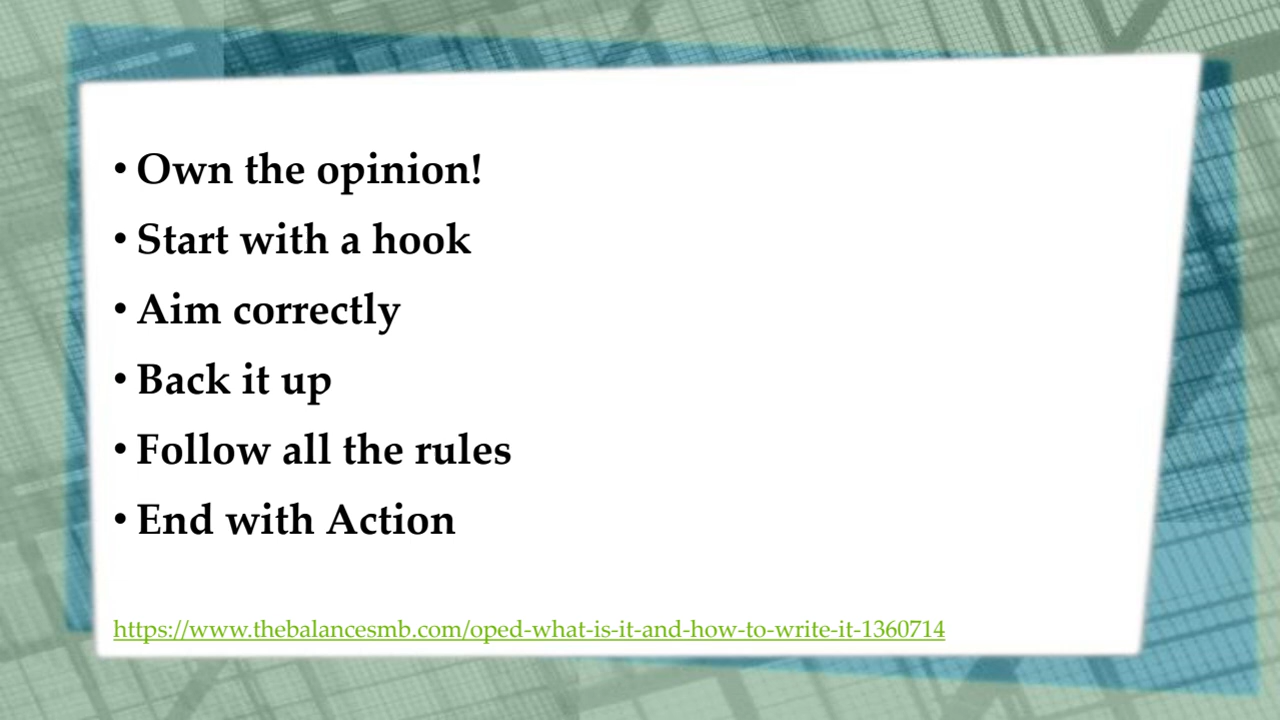 • Own the opinion!
• Start with a hook
• Aim correctly
• Back it up
• Follow all the rules
• End with Action
https://www.thebalancesmb.com/oped-what-is-it-and-how-to-write-it-1360714